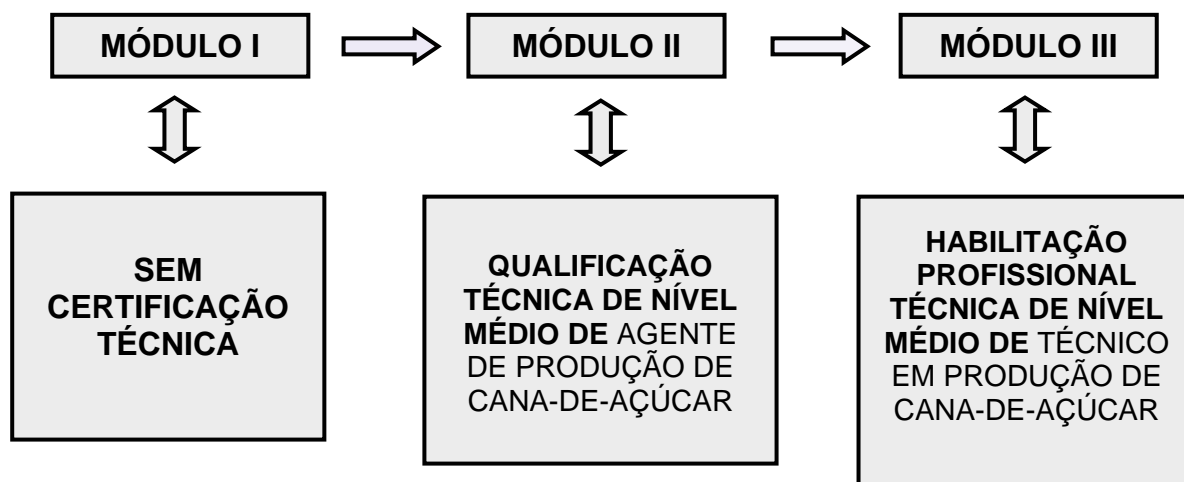 MÓDULO I
MÓDULO II
MÓDULO III
SEM
CERTIFICAÇÃO
TÉCNICA
QUALIFICAÇÃO
TÉCNICA DE NÍVEL
MÉDIO DE AGENTE
DE PRODUÇÃO DE
CANA-DE-AÇÚCAR
HABILITAÇÃO
PROFISSIONAL
TÉCNICA DE NÍVEL
MÉDIO DE TÉCNICO
EM PRODUÇÃO DE
CANA-DE-AÇÚCAR